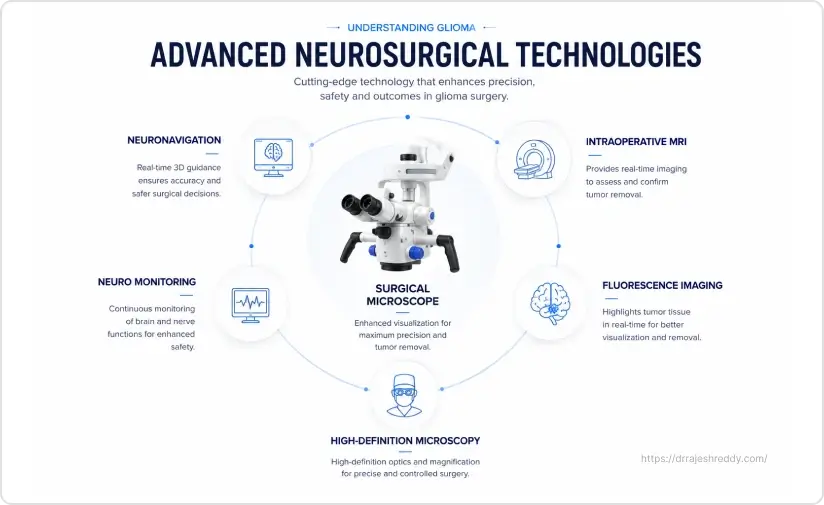 UNDERSTANDING GLIOMA
ADVANCED NEUROSURGICAL TECHNOLOGIES
Cutting-edge technology that enhances precision,
safety and outcomes in glioma surgery.
NEURONAVIGATION
Real-time 3D guidance
ensures accuracy and
safer surgical decisions.
INTRAOPERATIVE MRI
Provides real-time imaging
to assess and confirm
tumor removal.
NEURO MONITORING
Continuous monitoring
of brain and nerve
functions for enhanced
safety.
SURGICAL
MICROSCOPE
Enhanced visualization for
maximum precision and
tumor removal.
FLUORESCENCE IMAGING
Highlights tumor tissue
in real-time for better
visualization and removal.
HIGH-DEFINITION MICROSCOPY
High-definition optics and magnification
for precise and controlled surgery.
https://drrajeshreddy.com/